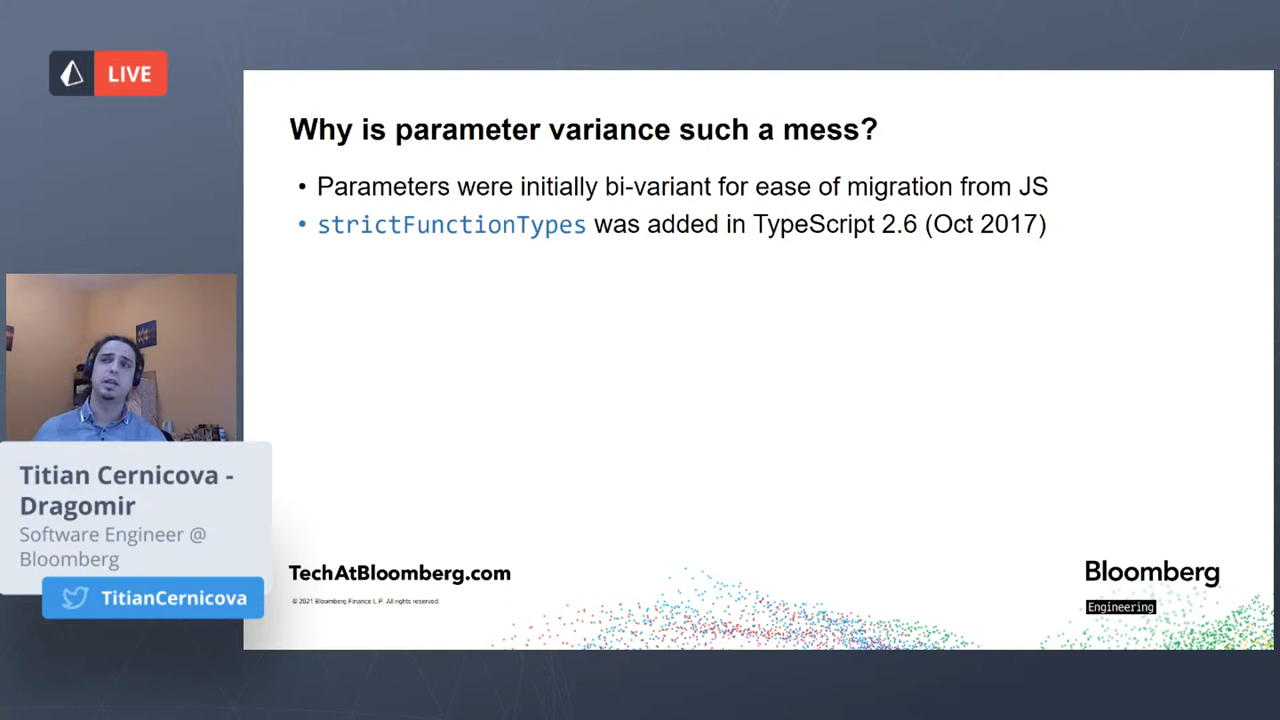 LIVE
Why is parameter variance such a mess?
• Parameters were initially bi-variant for ease of migration from JS
• strictFunctionTypes was added in TypeScript 2.6 (Oct 2017)
Titian Cernicova -
Dragomir
Software Engineer @
Bloomberg
TitianCernicova
TechAtBloomberg.com
© 2021 Bloomberg Finance L.P. All rights reserved.
Bloomberg
Engineering